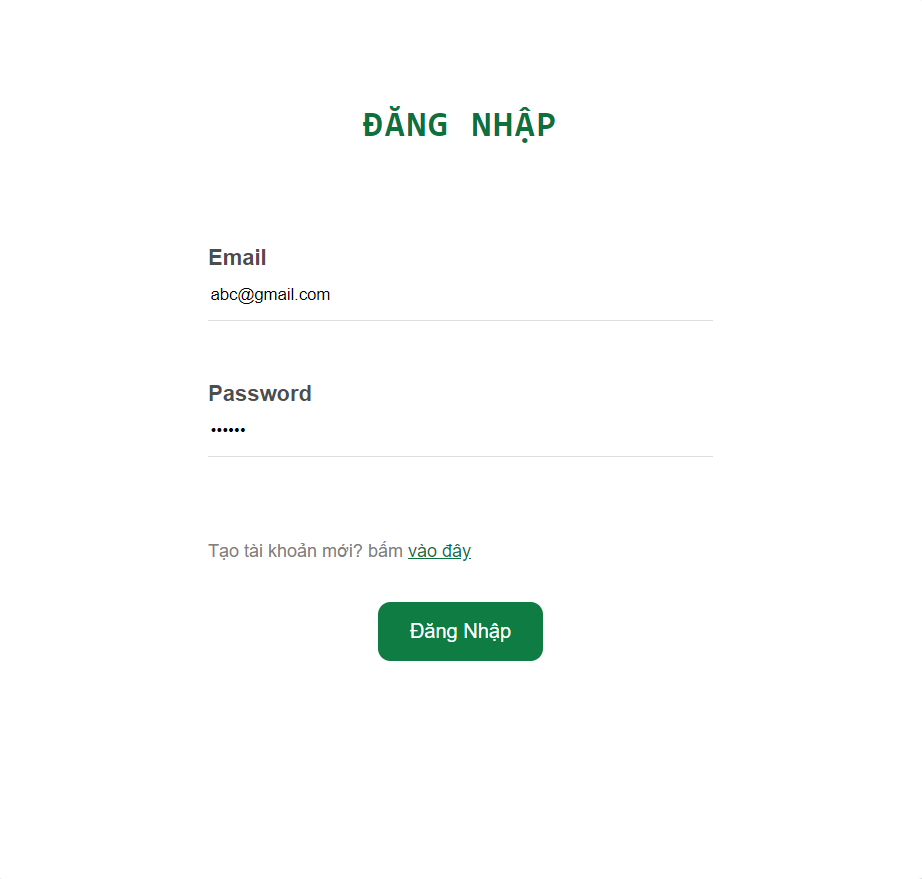 ĐĂNG NHẬP
Email
abc@gmail.com
Password
••••••
Tạo tài khoản mới? bấm vào đây
Đăng Nhập